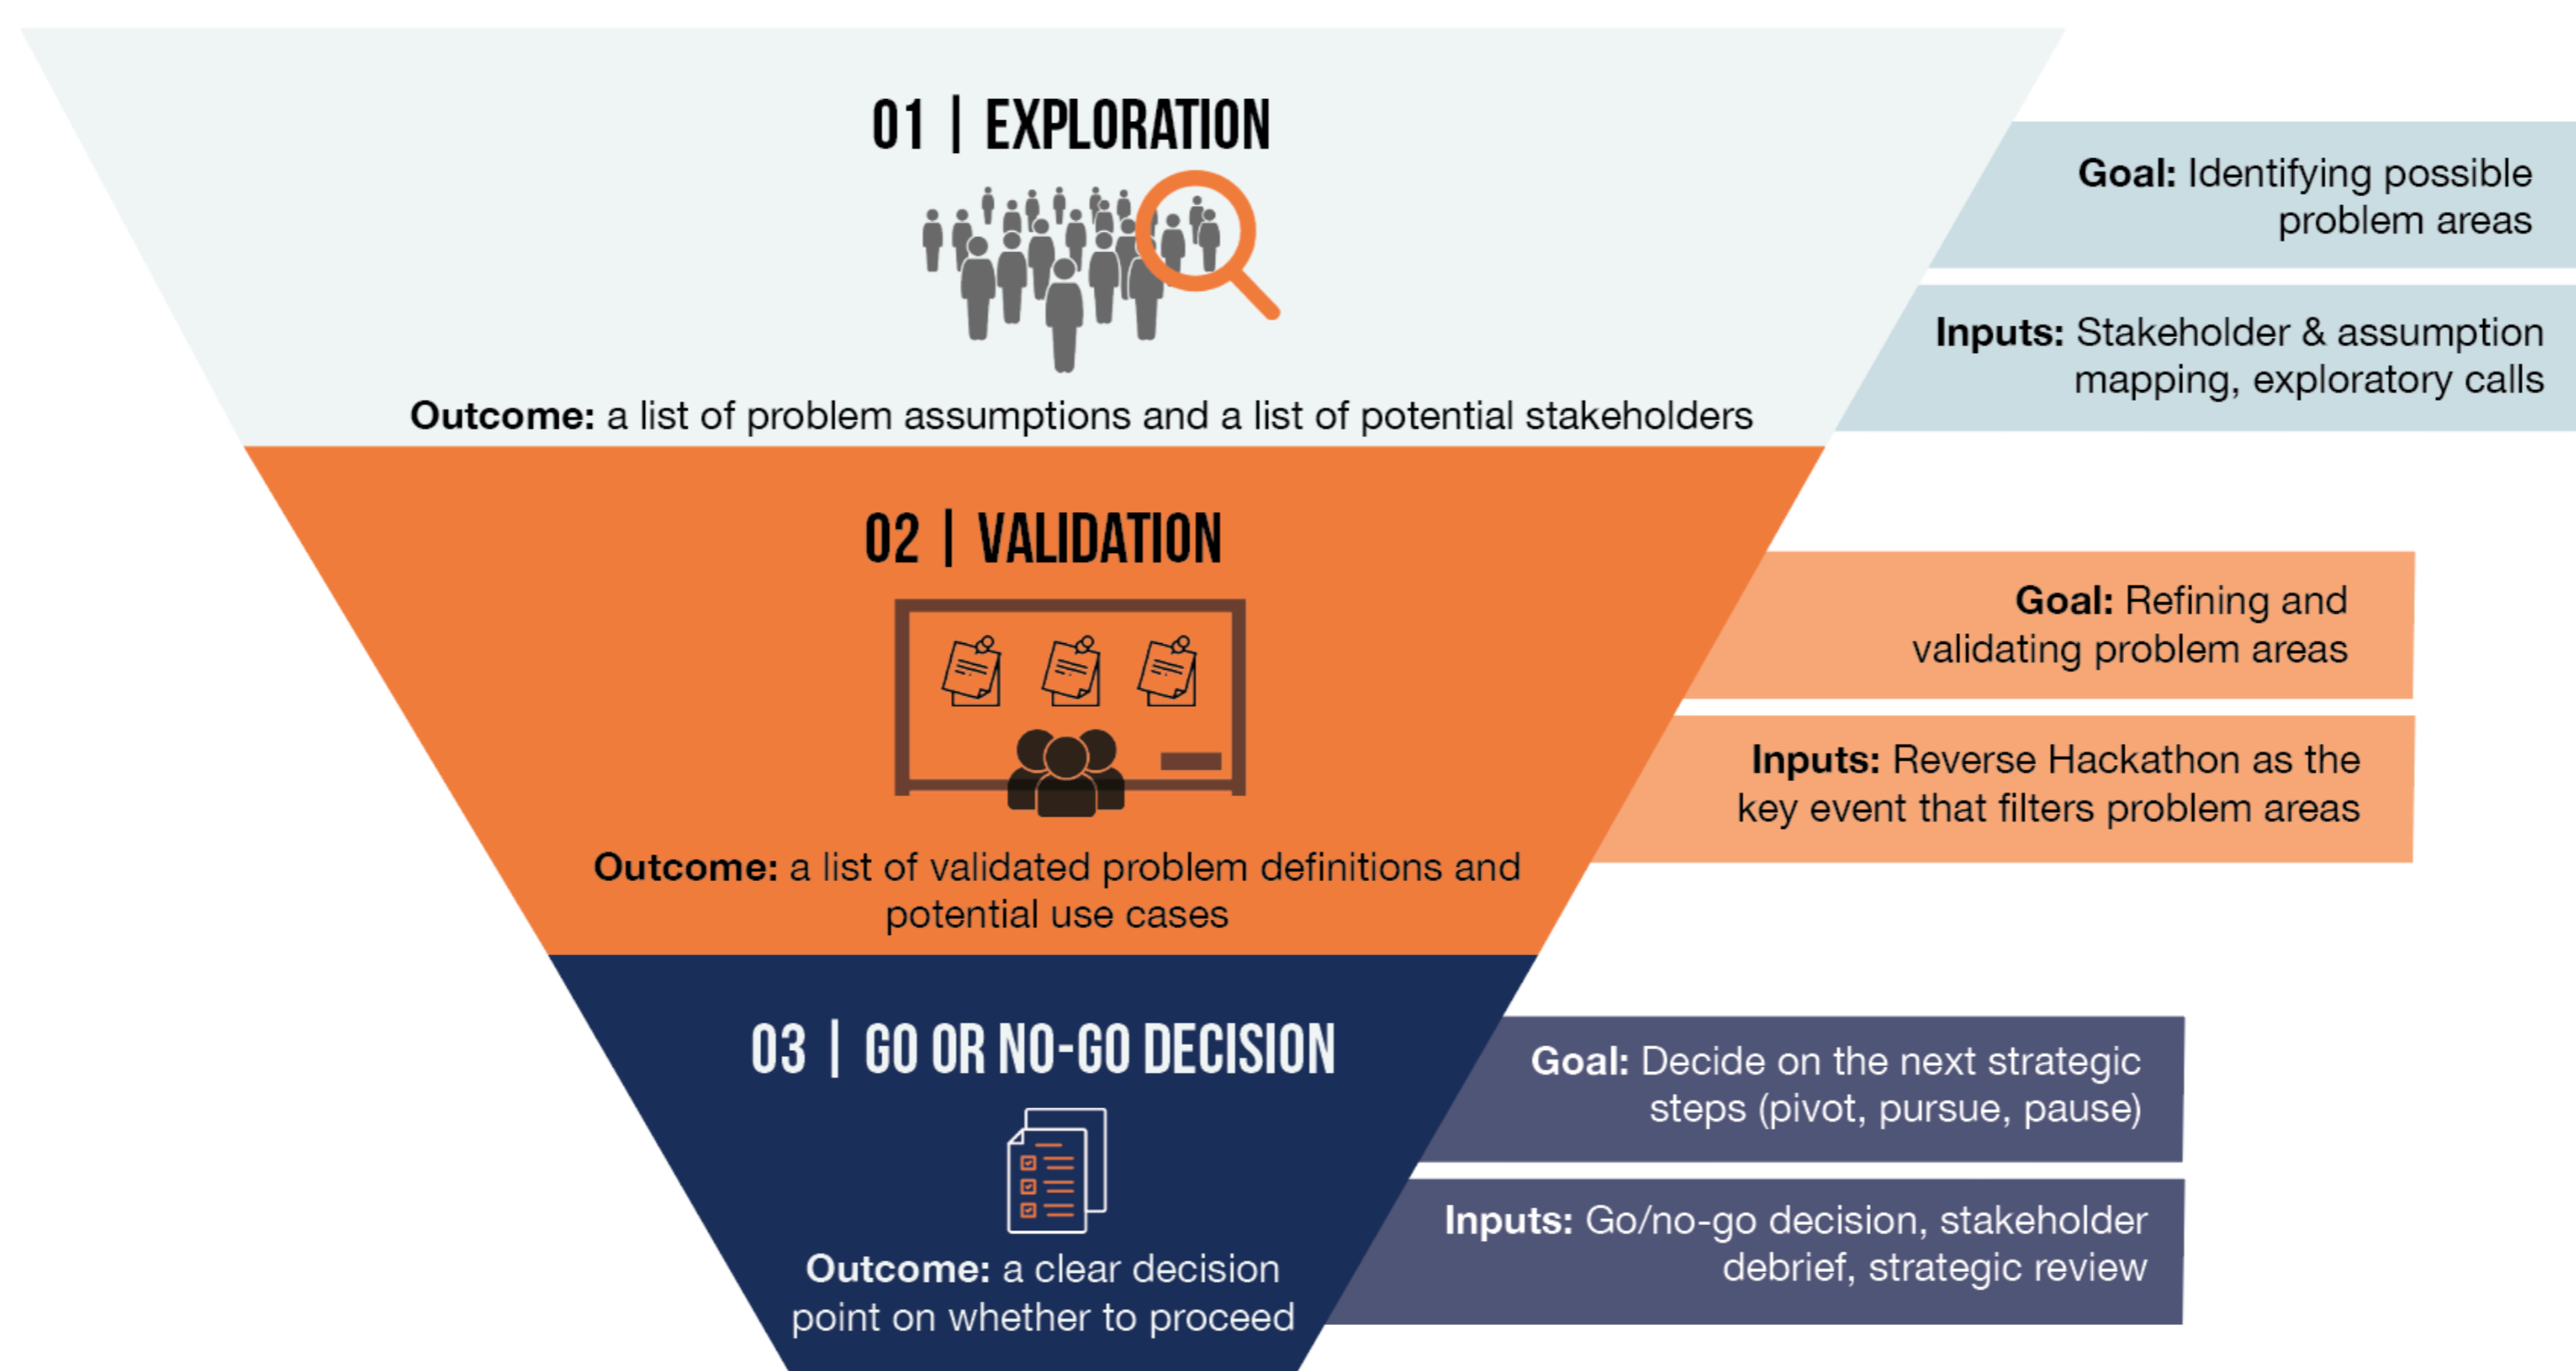 01 | EXPLORATION
Outcome: a list of problem assumptions and a list of potential stakeholders
Goal: Identifying possible
problem areas
Inputs: Stakeholder & assumption
mapping, exploratory calls
02 | VALIDATION
Outcome: a list of validated problem definitions and
potential use cases
Goal: Refining and
validating problem areas
Inputs: Reverse Hackathon as the
key event that filters problem areas
03 | GO OR NO-GO DECISION
Outcome: a clear decision
point on whether to proceed
Goal: Decide on the next strategic
steps (pivot, pursue, pause)
Inputs: Go/no-go decision, stakeholder
debrief, strategic review